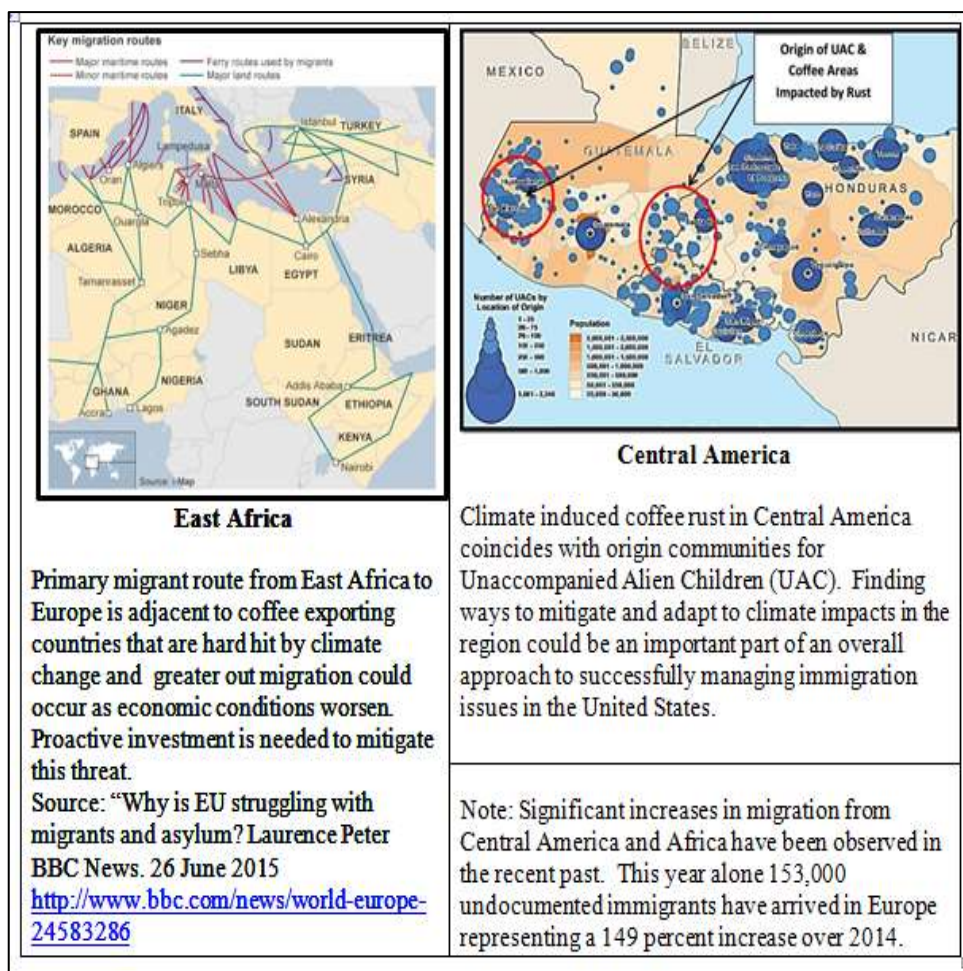 Key migration routes
Major maritime routes
Ferry routes used by migrants
Minor maritime routes
Major land routes
ITALY
SPAIN
Istanbul
TURKEY
Lampedusa
Algiers
Oran
Malta
SYRIA
MOROCCO
Tripoli
Ouargla
Alexandria
ALGERIA
Sebha
Cairo
LIBYA
EGYPT
Tamanrasset
NIGER
Agadez
SUDAN
ERITREA
GHANA
NIGERIA
Addis Ababa
Accra
Lagos
SOUTH SUDAN
ETHIOPIA
KENYA
Nairobi
Source: i-Map
East Africa
Primary migrant route from East Africa to
Europe is adjacent to coffee exporting
countries that are hard hit by climate
change and greater out migration could
occur as economic conditions worsen.
Proactive investment is needed to mitigate
this threat.
Source: “Why is EU struggling with
migrants and asylum? Laurence Peter
BBC News. 26 June 2015
http://www.bbc.com/news/world-europe-
24583286
BELIZE
MEXICO
Origin of UAC &
Coffee Areas
Impacted by Rust
GUATEMALA
HONDURAS
Number of UACs by
Location of Origin
Population
EL
SALVADOR
NICAR
Central America
Climate induced coffee rust in Central America
coincides with origin communities for
Unaccompanied Alien Children (UAC). Finding
ways to mitigate and adapt to climate impacts in the
region could be an important part of an overall
approach to successfully managing immigration
issues in the United States.
Note: Significant increases in migration from
Central America and Africa have been observed in
the recent past. This year alone 153,000
undocumented immigrants have arrived in Europe
representing a 149 percent increase over 2014.